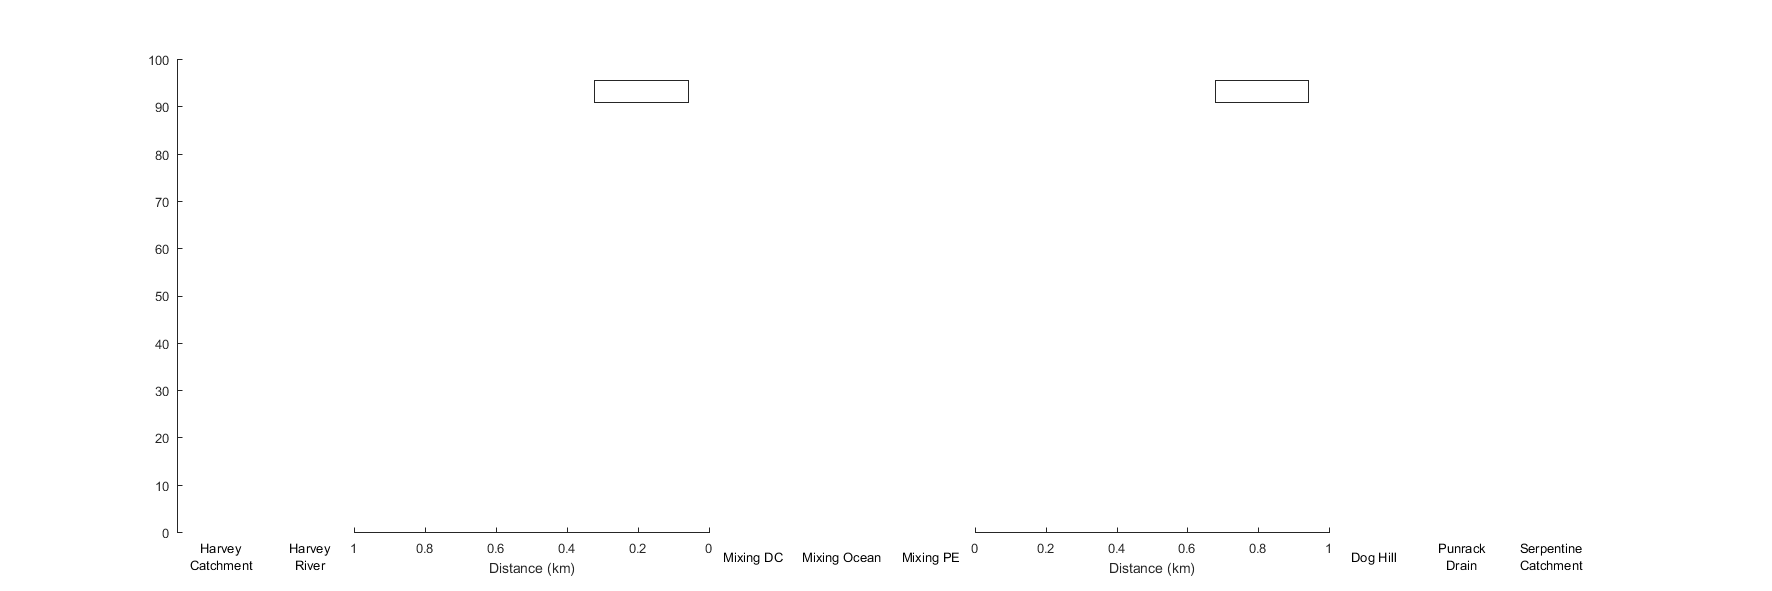 100
90
80
70
60
50
40
30
20
10
0
Harvey
Catchment
Harvey
River
1 0.8 0.6 0.4 0.2 0
Distance (km)
Mixing DC
Mixing Ocean
Mixing PE
0 0.2 0.4 0.6 0.8 1
Distance (km)
Dog Hill
Punrack
Drain
Serpentine
Catchment